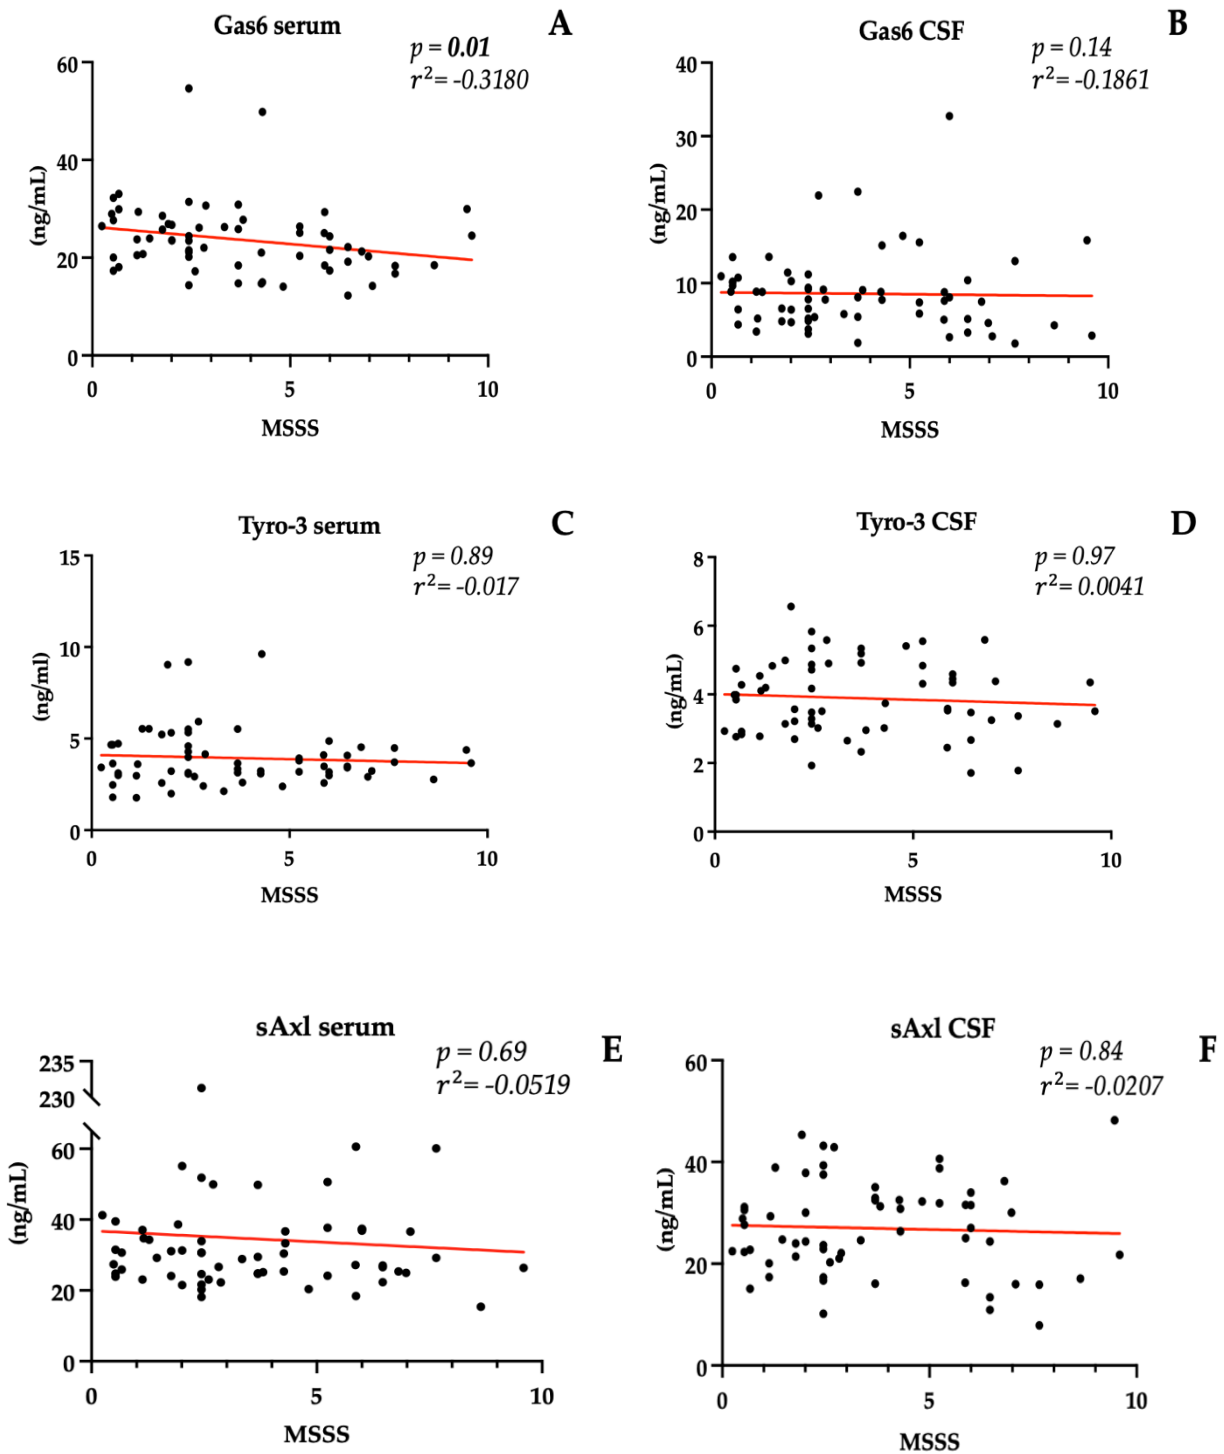 Gas6 serum
A
p = 0.01
r² = -0.3180
60
40
20
0
(ng/mL)
0 5 10
MSSS
Gas6 CSF
B
p = 0.14
r² = -0.1861
40
30
20
10
0
(ng/mL)
0 5 10
MSSS
Tyro-3 serum
C
p = 0.89
r² = -0.017
15
10
5
0
(ng/ml)
0 5 10
MSSS
Tyro-3 CSF
D
p = 0.97
r² = 0.0041
8
6
4
2
0
(ng/mL)
0 5 10
MSSS
sAxl serum
E
p = 0.69
r² = -0.0519
235
230
60
40
20
0
(ng/mL)
0 5 10
MSSS
sAxl CSF
F
p = 0.84
r² = -0.0207
60
40
20
0
(ng/mL)
0 5 10
MSSS